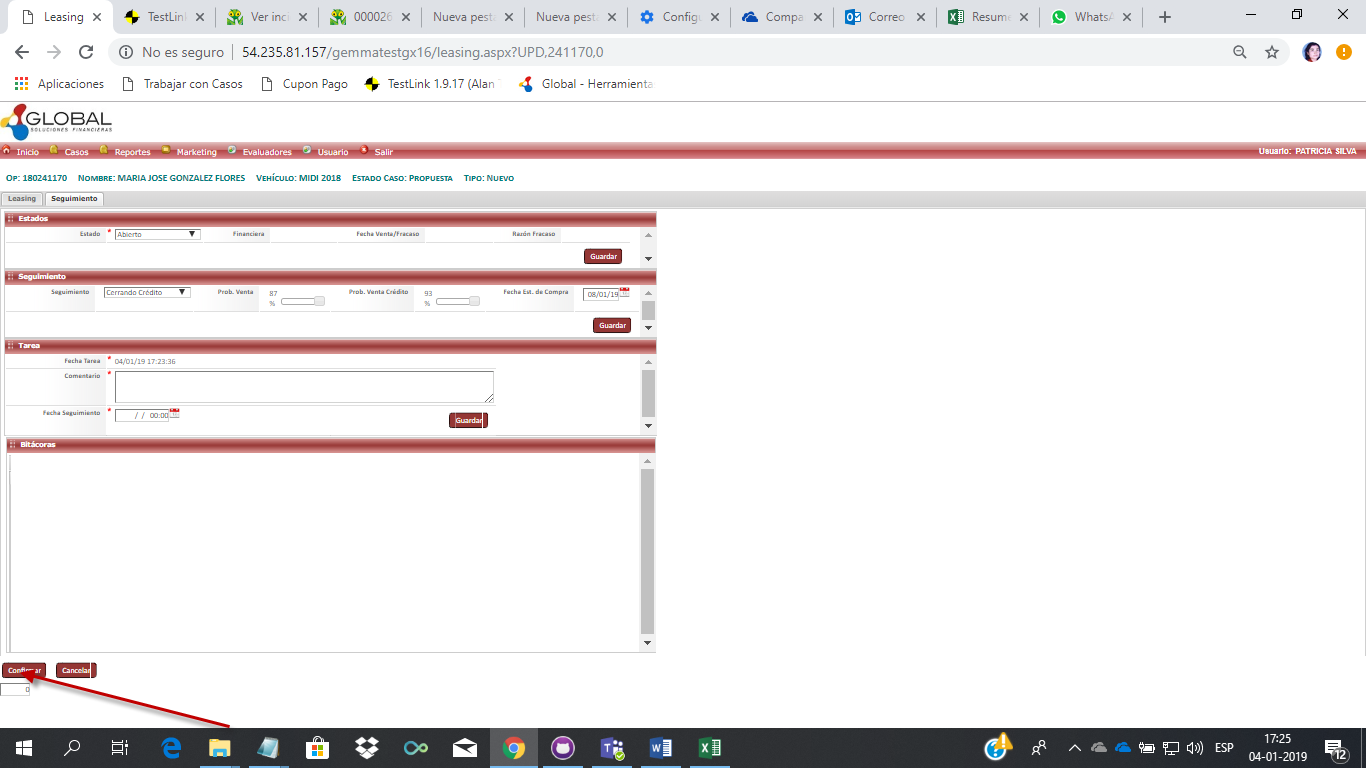 Leasing TestLink Ver inci 000026 Nueva pest Nueva pest Config Compa Correo Resume WhatsA
No es seguro 54.235.81.157/gemmatestgx16/leasing.aspx?UPD,241170,0
Aplicaciones Trabajar con Casos Cupon Pago TestLink 1.9.17 (Alan Global - Herramienta
GLOBAL
SOLUCIONES FINANCIERAS
Inicio Casos Reportes Marketing Evaluadores Usuario Salir Usuario: PATRICIA SILVA
OP: 180241170 NOMBRE: MARIA JOSE GONZALEZ FLORES VEHÍCULO: MIDI 2018 ESTADO CASO: PROPUESTA TIPO: NUEVO
Leasing Seguimiento
Estados
Estado * Abierto Financiera Fecha Venta/Fracaso Razón Fracaso
Guardar
Seguimiento
Seguimiento Cerrando Crédito Prob. Venta 87 % Prob. Venta Crédito 93 % Fecha Est. de Compra 08/01/19
Guardar
Tarea
Fecha Tarea * 04/01/19 17:23:36
Comentario *
Fecha Seguimiento * / / 00:00 Guardar
Bitácoras
Confirmar Cancelar
0
ESP 17:25
04-01-2019 12